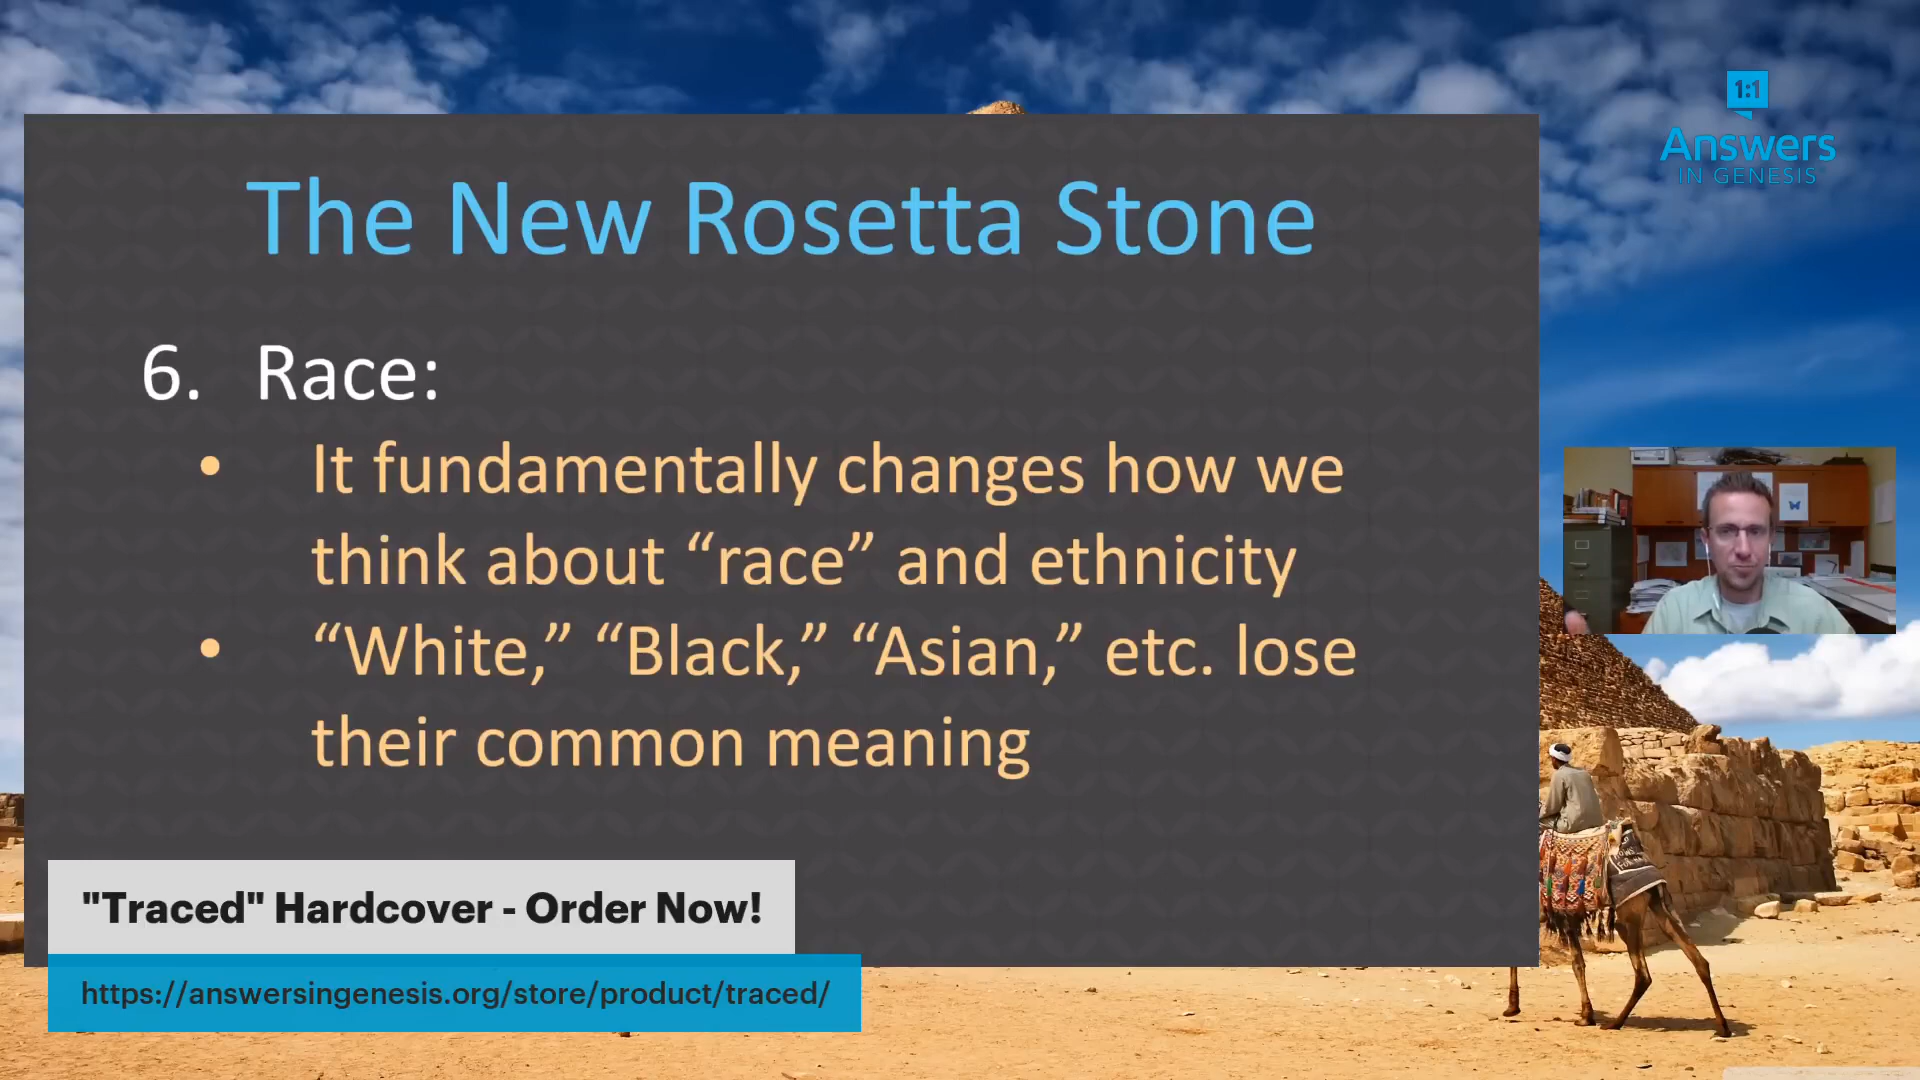 1:1
Answers
IN GENESIS
The New Rosetta Stone
6. Race:
• It fundamentally changes how we
think about “race” and ethnicity
• “White,” “Black,” “Asian,” etc. lose
their common meaning
"Traced" Hardcover - Order Now!
https://answersingenesis.org/store/product/traced/